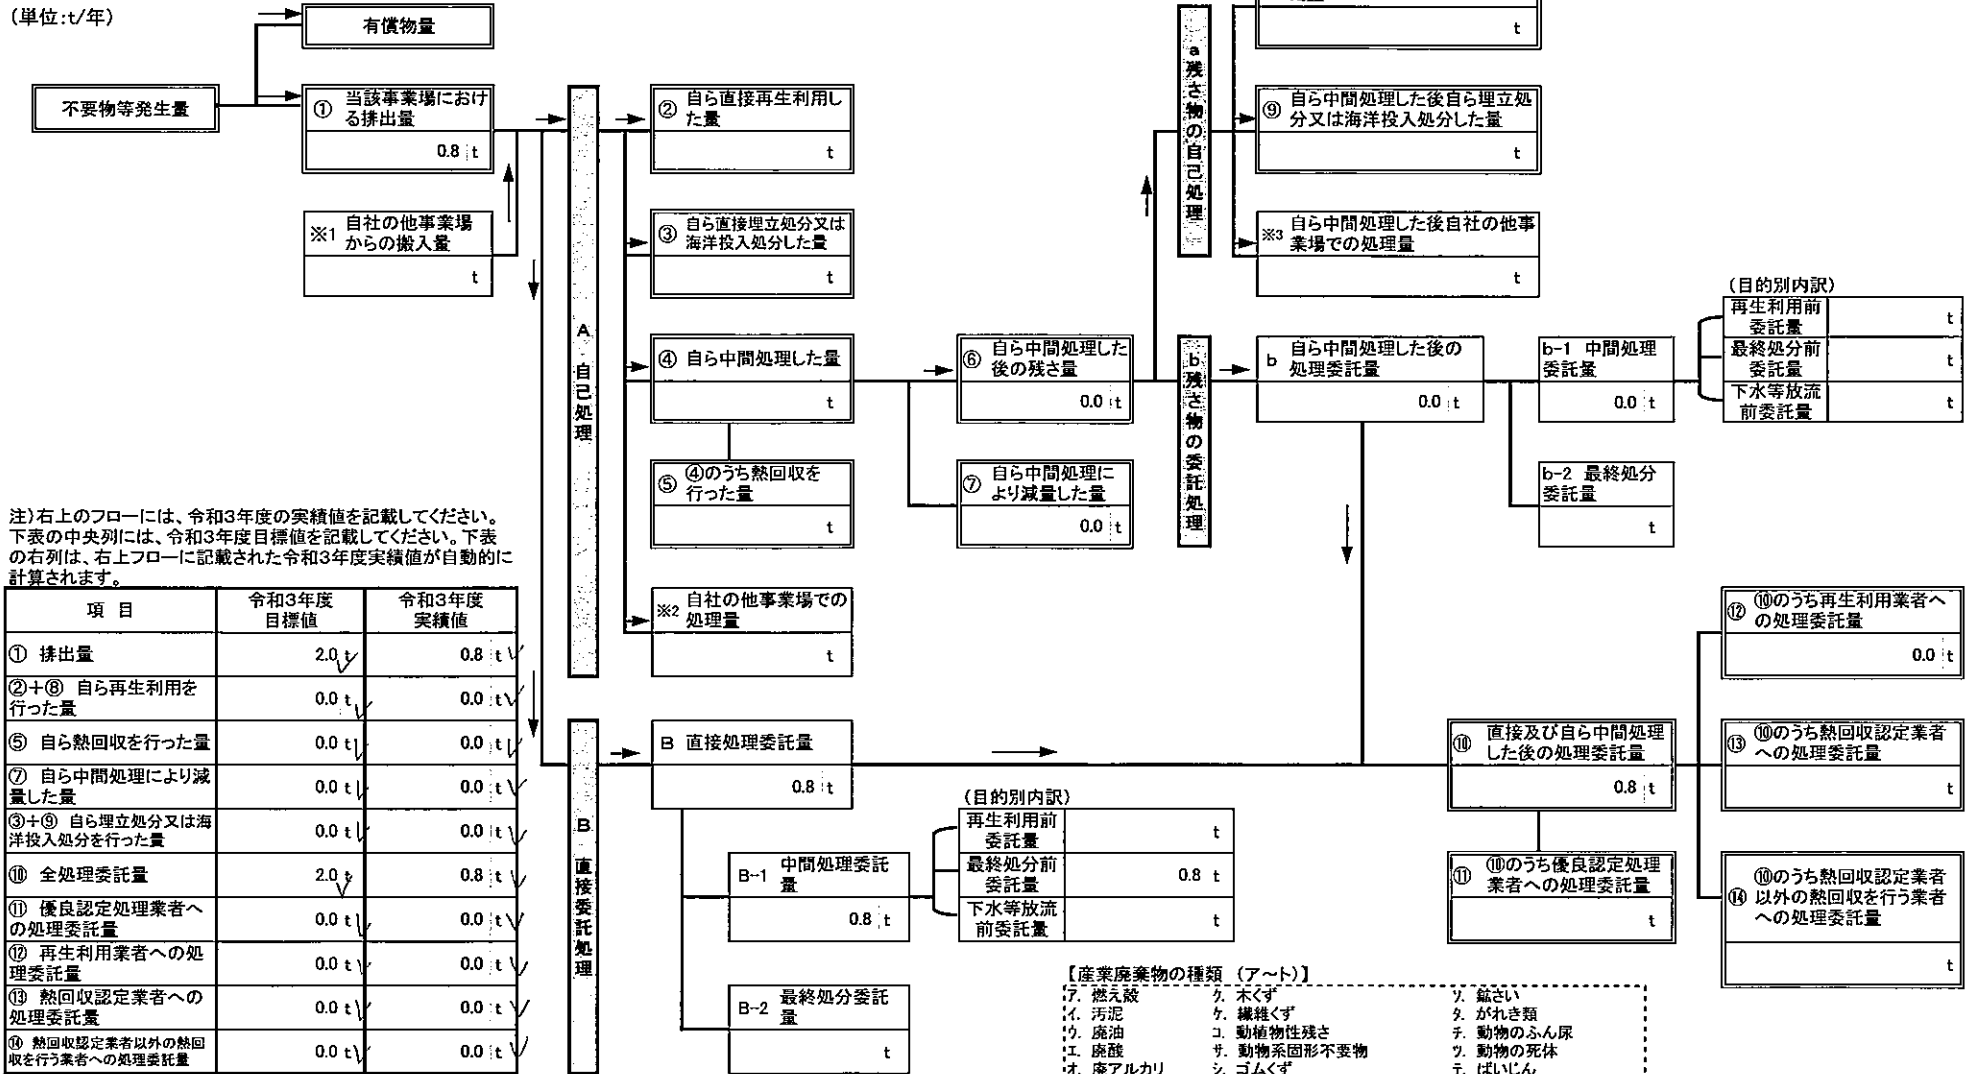 (単位:t/年)
有償物量
不要物等発生量
① 当該事業場におけ
る排出量
0.8 t
※1 自社の他事業場
からの搬入量
t
A 自己処理
② 自ら直接再生利用し
た量
t
③ 自ら直接埋立処分又は
海洋投入処分した量
t
④ 自ら中間処理した量
t
⑤ ④のうち熱回収を
行った量
t
※2 自社の他事業場での
処理量
t
⑥ 自ら中間処理した
後の残さ量
0.0 t
⑦ 自ら中間処理に
より減量した量
0.0 t
a 残さ物の自己処理
t
⑨ 自ら中間処理した後自ら埋立処
分又は海洋投入処分した量
t
※3 自ら中間処理した後自社の他事
業場での処理量
t
b 残さ物の委託処理
b 自ら中間処理した後の
処理委託量
0.0 t
b-1 中間処理
委託量
0.0 t
b-2 最終処分
委託量
t
(目的別内訳)
再生利用前
委託量 t
最終処分前
委託量 t
下水等放流
前委託量 t
注)右上のフローには、令和3年度の実績値を記載してください。
下表の中央列には、令和3年度目標値を記載してください。下表
の右列は、右上フローに記載された令和3年度実績値が自動的に
計算されます。
項 目 令和3年度 目標値 令和3年度 実績値
① 排出量 2.0 t 0.8 t
②+⑧ 自ら再生利用を
行った量 0.0 t 0.0 t
⑤ 自ら熱回収を行った量 0.0 t 0.0 t
⑦ 自ら中間処理により減
量した量 0.0 t 0.0 t
③+⑨ 自ら埋立処分又は海
洋投入処分を行った量 0.0 t 0.0 t
⑩ 全処理委託量 2.0 t 0.8 t
⑪ 優良認定処理業者へ
の処理委託量 0.0 t 0.0 t
⑫ 再生利用業者への処
理委託量 0.0 t 0.0 t
⑬ 熱回収認定業者への
処理委託量 0.0 t 0.0 t
⑭ 熱回収認定業者以外の熱回
収を行う業者への処理委託量 0.0 t 0.0 t
B 直接委託処理
B 直接処理委託量
0.8 t
B-1 中間処理委託
量
0.8 t
B-2 最終処分委託
量
t
(目的別内訳)
再生利用前
委託量 t
最終処分前
委託量 0.8 t
下水等放流
前委託量 t
⑩ 直接及び自ら中間処理
した後の処理委託量
0.8 t
⑪ ⑩のうち優良認定処理
業者への処理委託量
t
⑫ ⑩のうち再生利用業者へ
の処理委託量
0.0 t
⑬ ⑩のうち熱回収認定業者
への処理委託量
t
⑭ ⑩のうち熱回収認定業者
以外の熱回収を行う業者
への処理委託量
t
【産業廃棄物の種類 (ア~ト)】
ア. 燃え殻 ク. 木くず ソ. 鉱さい
イ. 汚泥 ケ. 繊維くず タ. がれき類
ウ. 廃油 コ. 動植物性残さ チ. 動物のふん尿
エ. 廃酸 サ. 動物系固形不要物 ツ. 動物の死体
オ. 廃アルカリ シ. ゴムくず テ. ばいじん